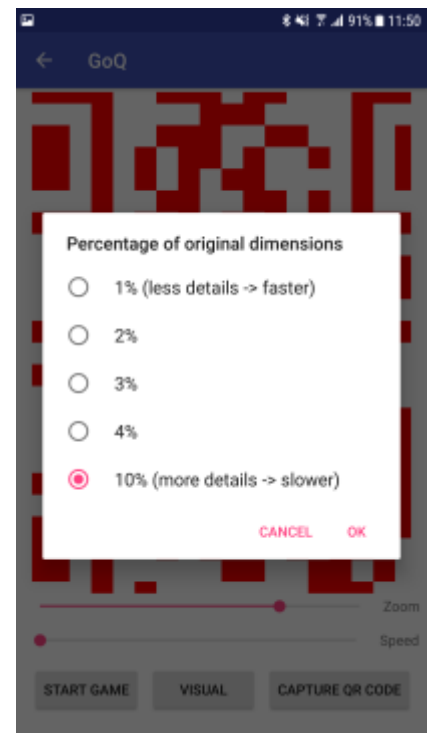 91% 11:50
GoQ
Percentage of original dimensions
1% (less details -> faster)
2%
3%
4%
10% (more details -> slower)
CANCEL OK
Zoom
Speed
START GAME VISUAL CAPTURE QR CODE